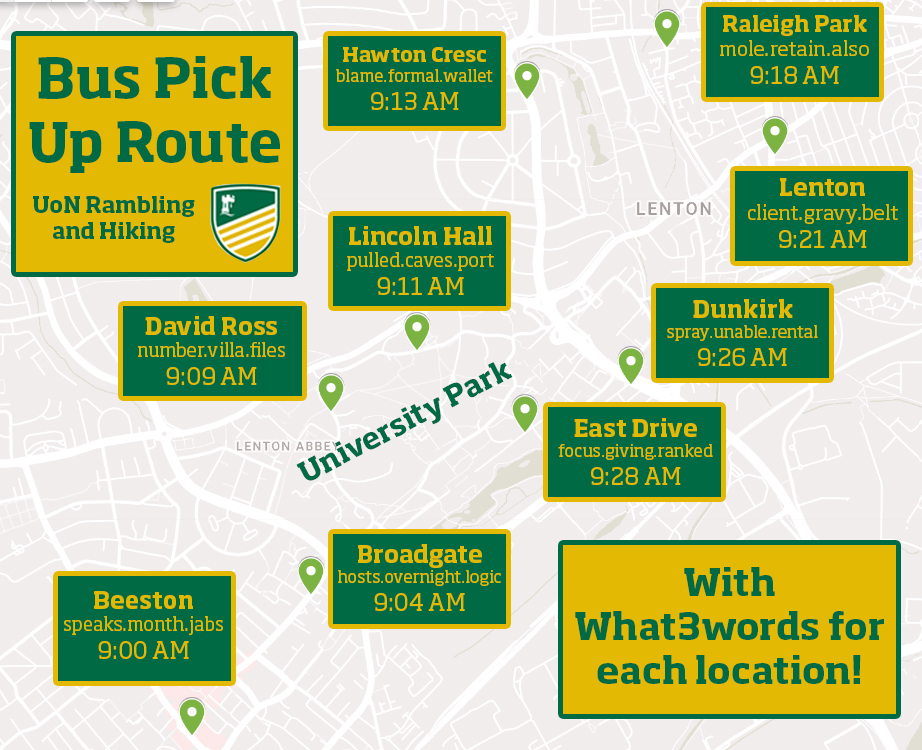 Bus Pick
Up Route
UoN Rambling
and Hiking
Hawton Cresc
blame.formal.wallet
9:13 AM
Raleigh Park
mole.retain.also
9:18 AM
Lenton
client.gravy.belt
9:21 AM
LENTON
Lincoln Hall
pulled.caves.port
9:11 AM
David Ross
number.villa.files
9:09 AM
Dunkirk
spray.unable.rental
9:26 AM
University Park
LENTON ABBEY
East Drive
focus.giving.ranked
9:28 AM
Broadgate
hosts.overnight.logic
9:04 AM
Beeston
speaks.month.jabs
9:00 AM
With
What3words for
each location!